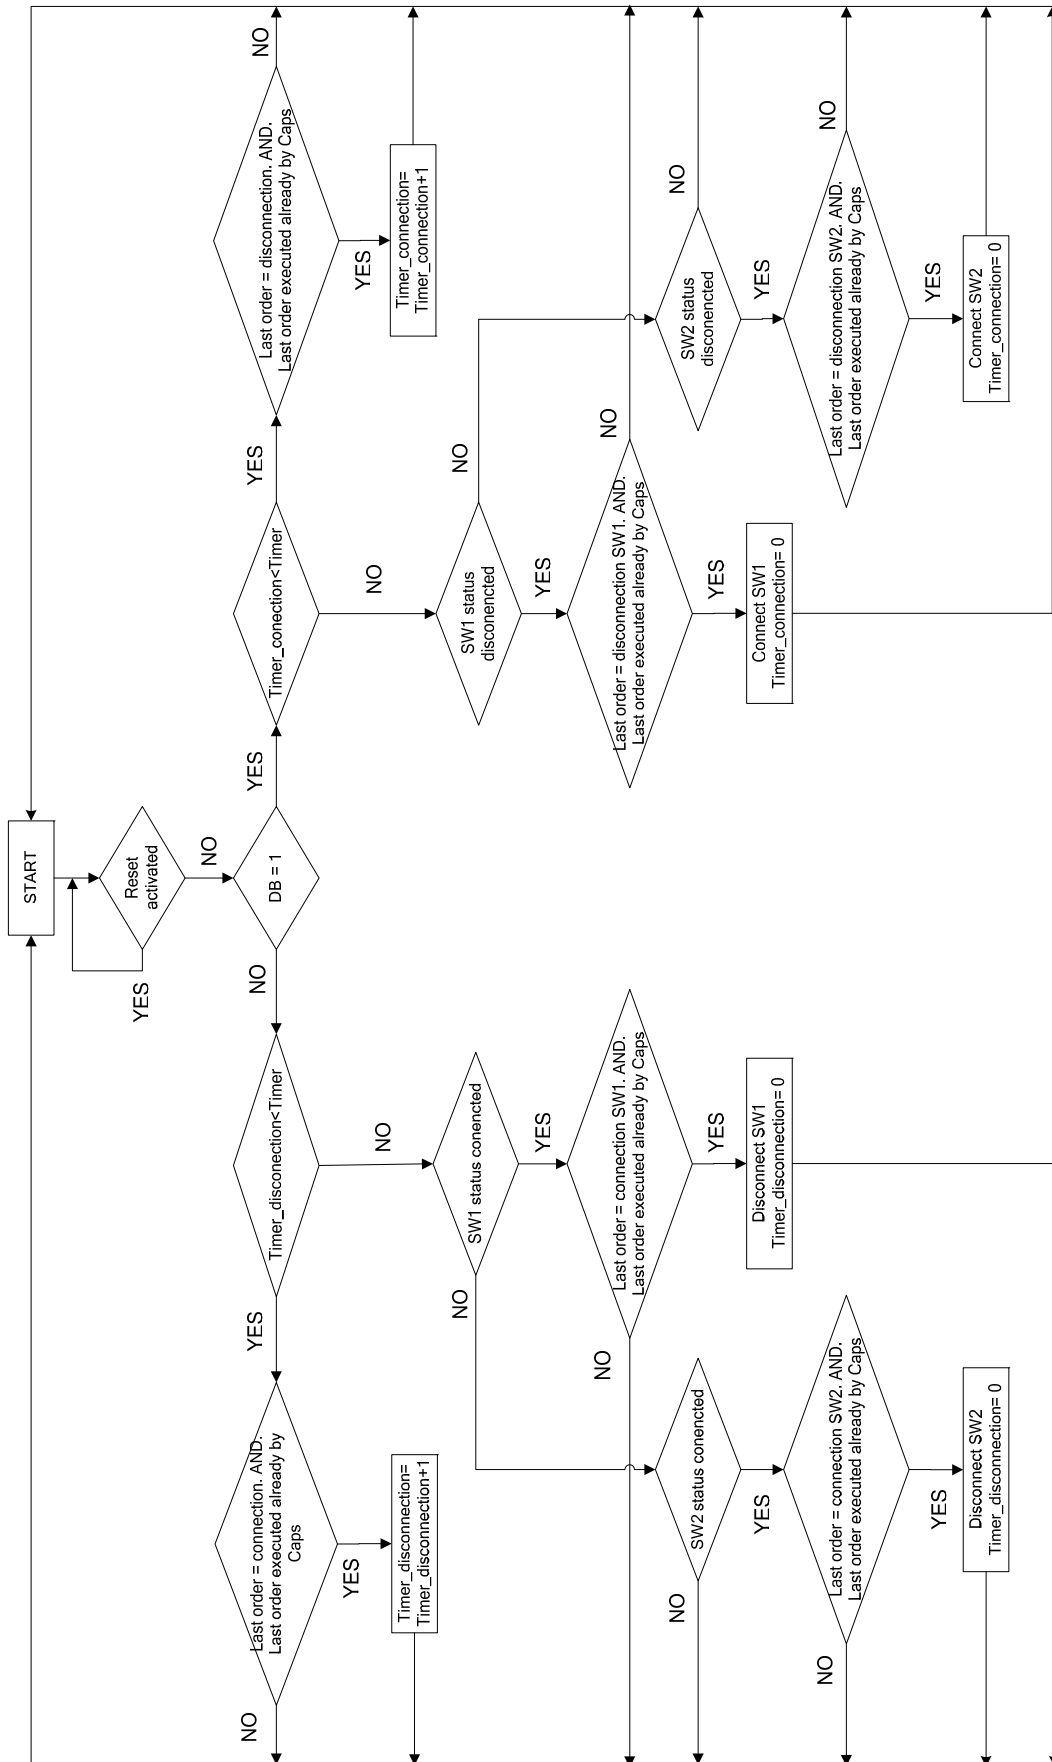 START
Reset
activated
YES
NO
DB = 1
NO
YES
Timer_disconection<Timer
YES
NO
Last order = connection. AND.
Last order executed already by
Caps
NO
YES
Timer_disconnection=
Timer_disconnection+1
SW1 status conencted
NO
YES
Last order = connection SW1. AND.
Last order executed already by Caps
NO
YES
Disconnect SW1
Timer_disconnection= 0
SW2 status conencted
NO
YES
Last order = connection SW2. AND.
Last order executed already by Caps
NO
YES
Disconnect SW2
Timer_disconnection= 0
Timer_conection<Timer
YES
NO
Last order = disconnection. AND.
Last order executed already by Caps
NO
YES
Timer_connection=
Timer_connection+1
SW1 status
disconencted
NO
YES
Last order = disconnection SW1. AND.
Last order executed already by Caps
NO
YES
Connect SW1
Timer_connection= 0
SW2 status
disconencted
NO
YES
Last order = disconnection SW2. AND.
Last order executed already by Caps
NO
YES
Connect SW2
Timer_connection= 0